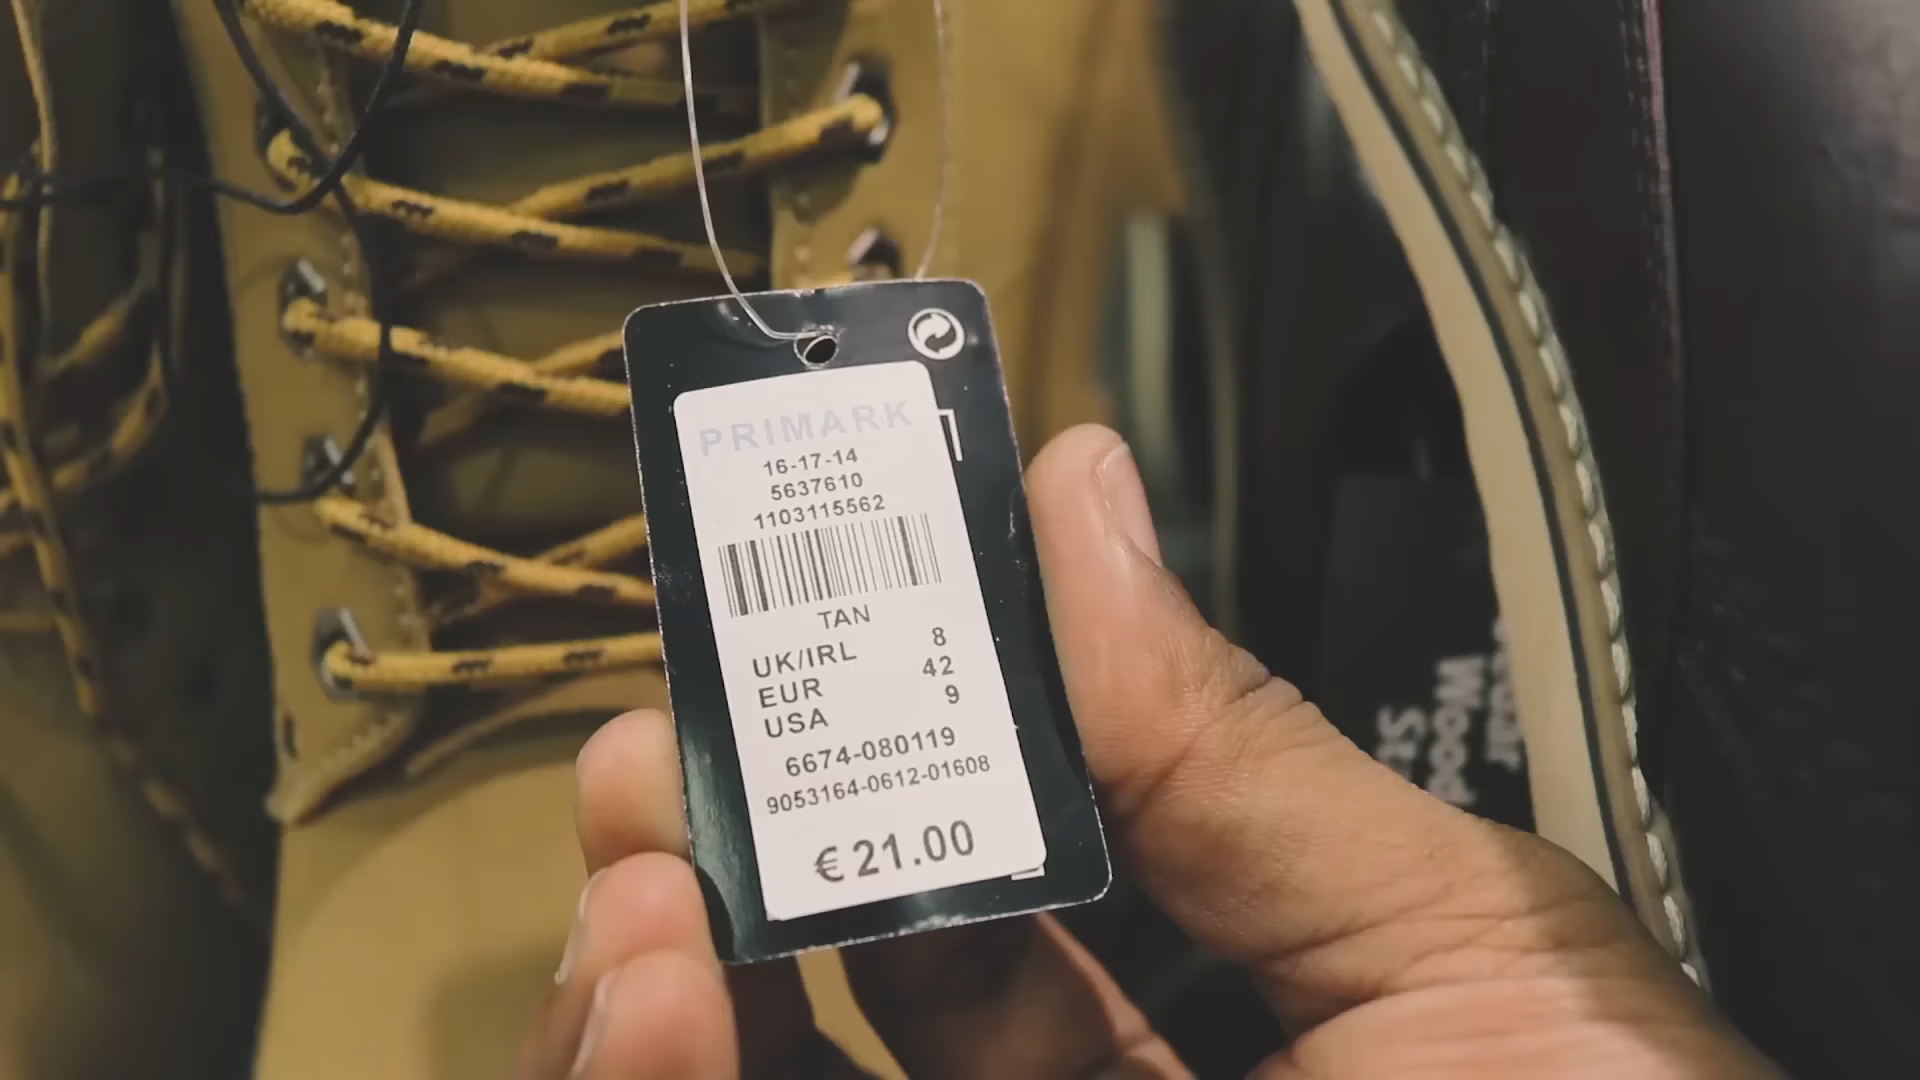 PRIMARK
16-17-14
5637610
1103115562
TAN
UK/IRL 8
EUR 42
USA 9
6674-080119
9053164-0612-01608
€21.00
Wood